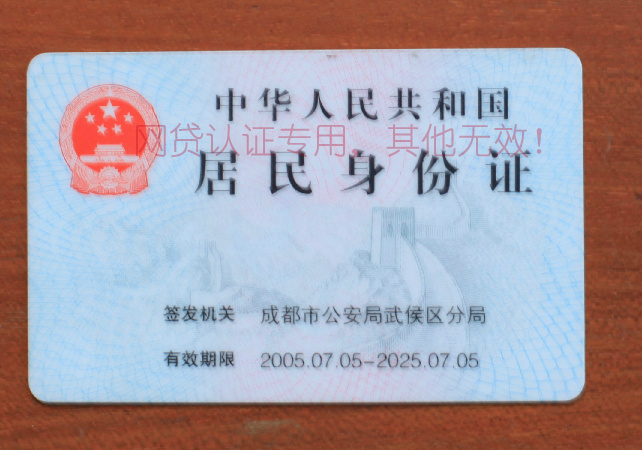 中华人民共和国
网贷认证专用，其他无效！
居民身份证
签发机关 成都市公安局武侯区分局
有效期限 2005.07.05-2025.07.05